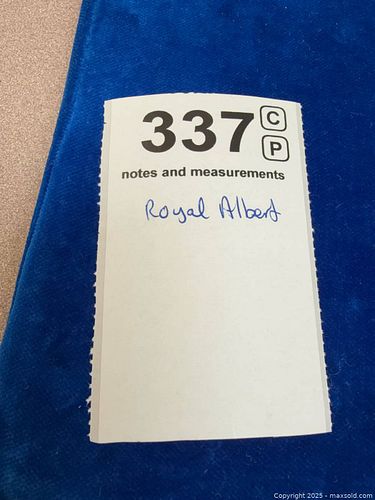 337 C
P
notes and measurements
Royal Albert
Copyright 2025 - maxsold.com